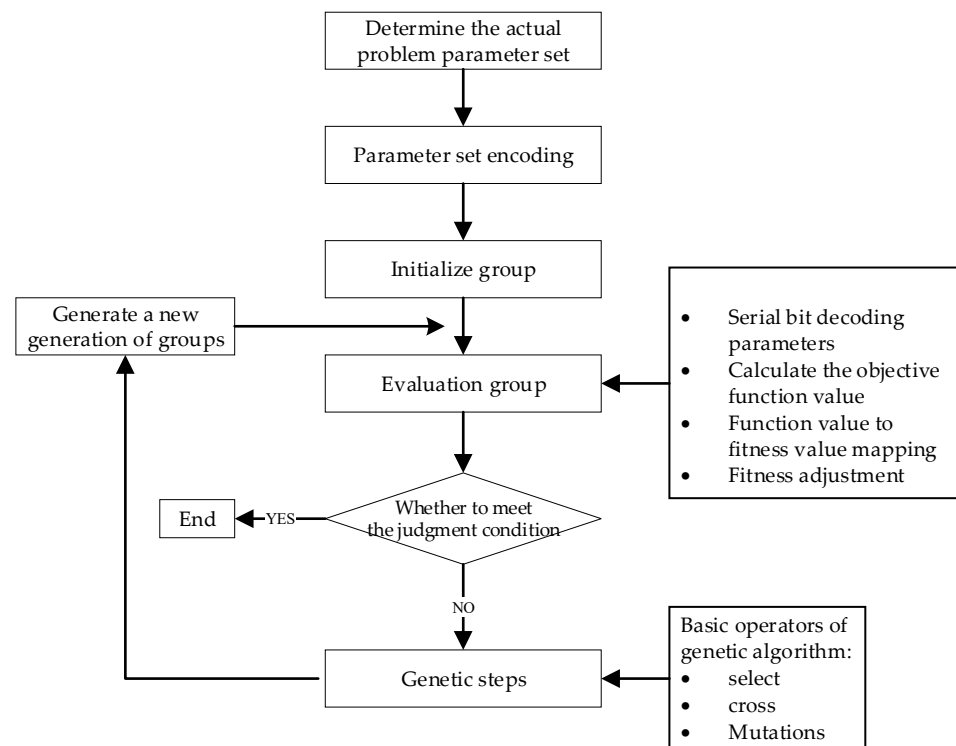 Determine the actual
problem parameter set
Parameter set encoding
Initialize group
Generate a new
generation of groups
Evaluation group
• Serial bit decoding
parameters
• Calculate the objective
function value
• Function value to
fitness value mapping
• Fitness adjustment
Whether to meet
the judgment condition
YES
End
NO
Genetic steps
Basic operators of
genetic algorithm:
• select
• cross
• Mutations